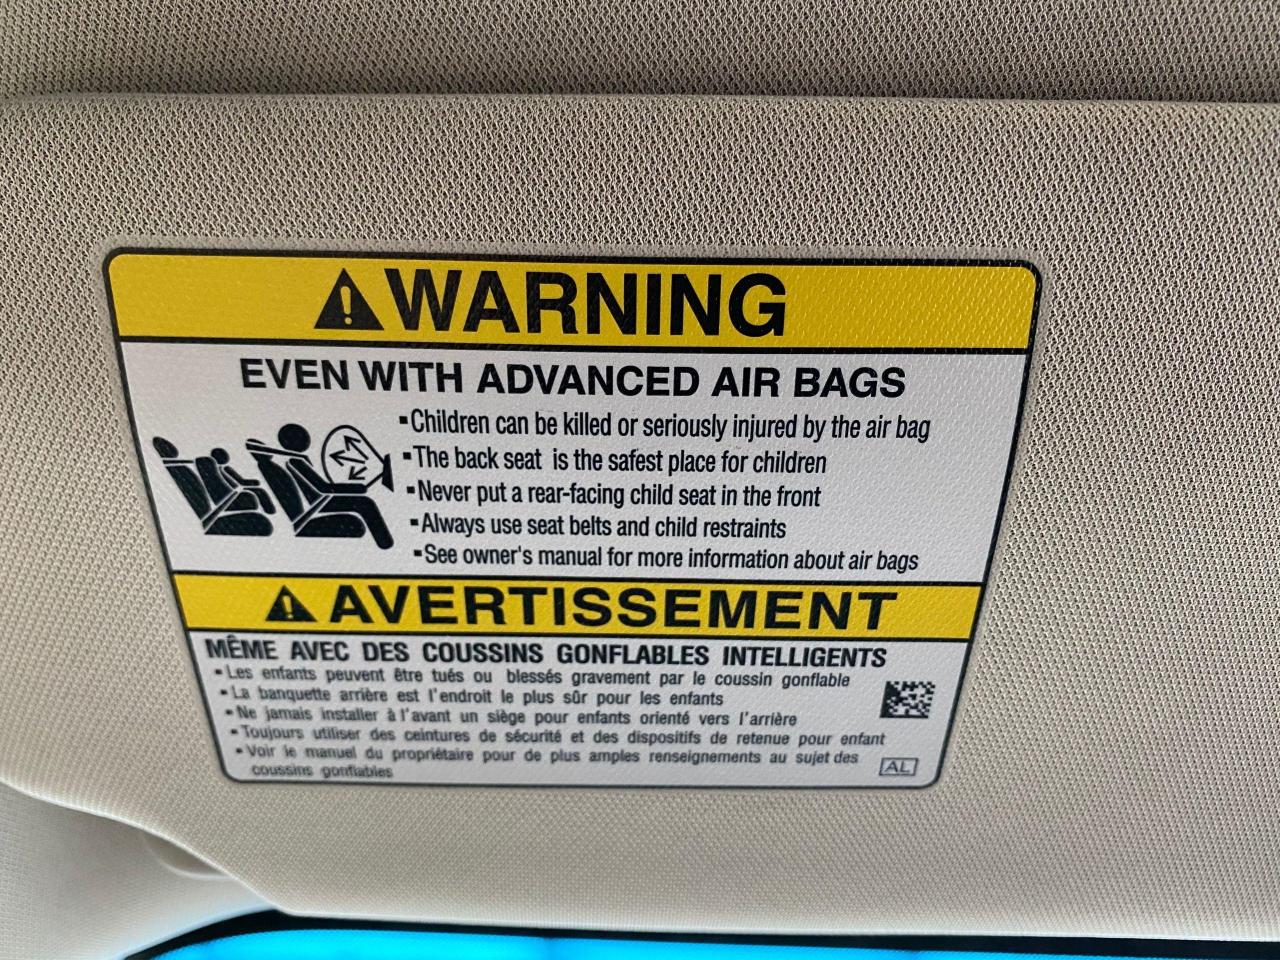 WARNING
EVEN WITH ADVANCED AIR BAGS
▪Children can be killed or seriously injured by the air bag
▪The back seat is the safest place for children
▪Never put a rear-facing child seat in the front
▪Always use seat belts and child restraints
▪See owner's manual for more information about air bags
AVERTISSEMENT
MÊME AVEC DES COUSSINS GONFLABLES INTELLIGENTS
▪Les enfants peuvent être tués ou blessés gravement par le coussin gonflable
▪La banquette arrière est l'endroit le plus sûr pour les enfants
▪Ne jamais installer à l'avant un siège pour enfants orienté vers l'arrière
▪Toujours utiliser des ceintures de sécurité et des dispositifs de retenue pour enfant
▪Voir le manuel du propriétaire pour de plus amples renseignements au sujet des
coussins gonflables
AL